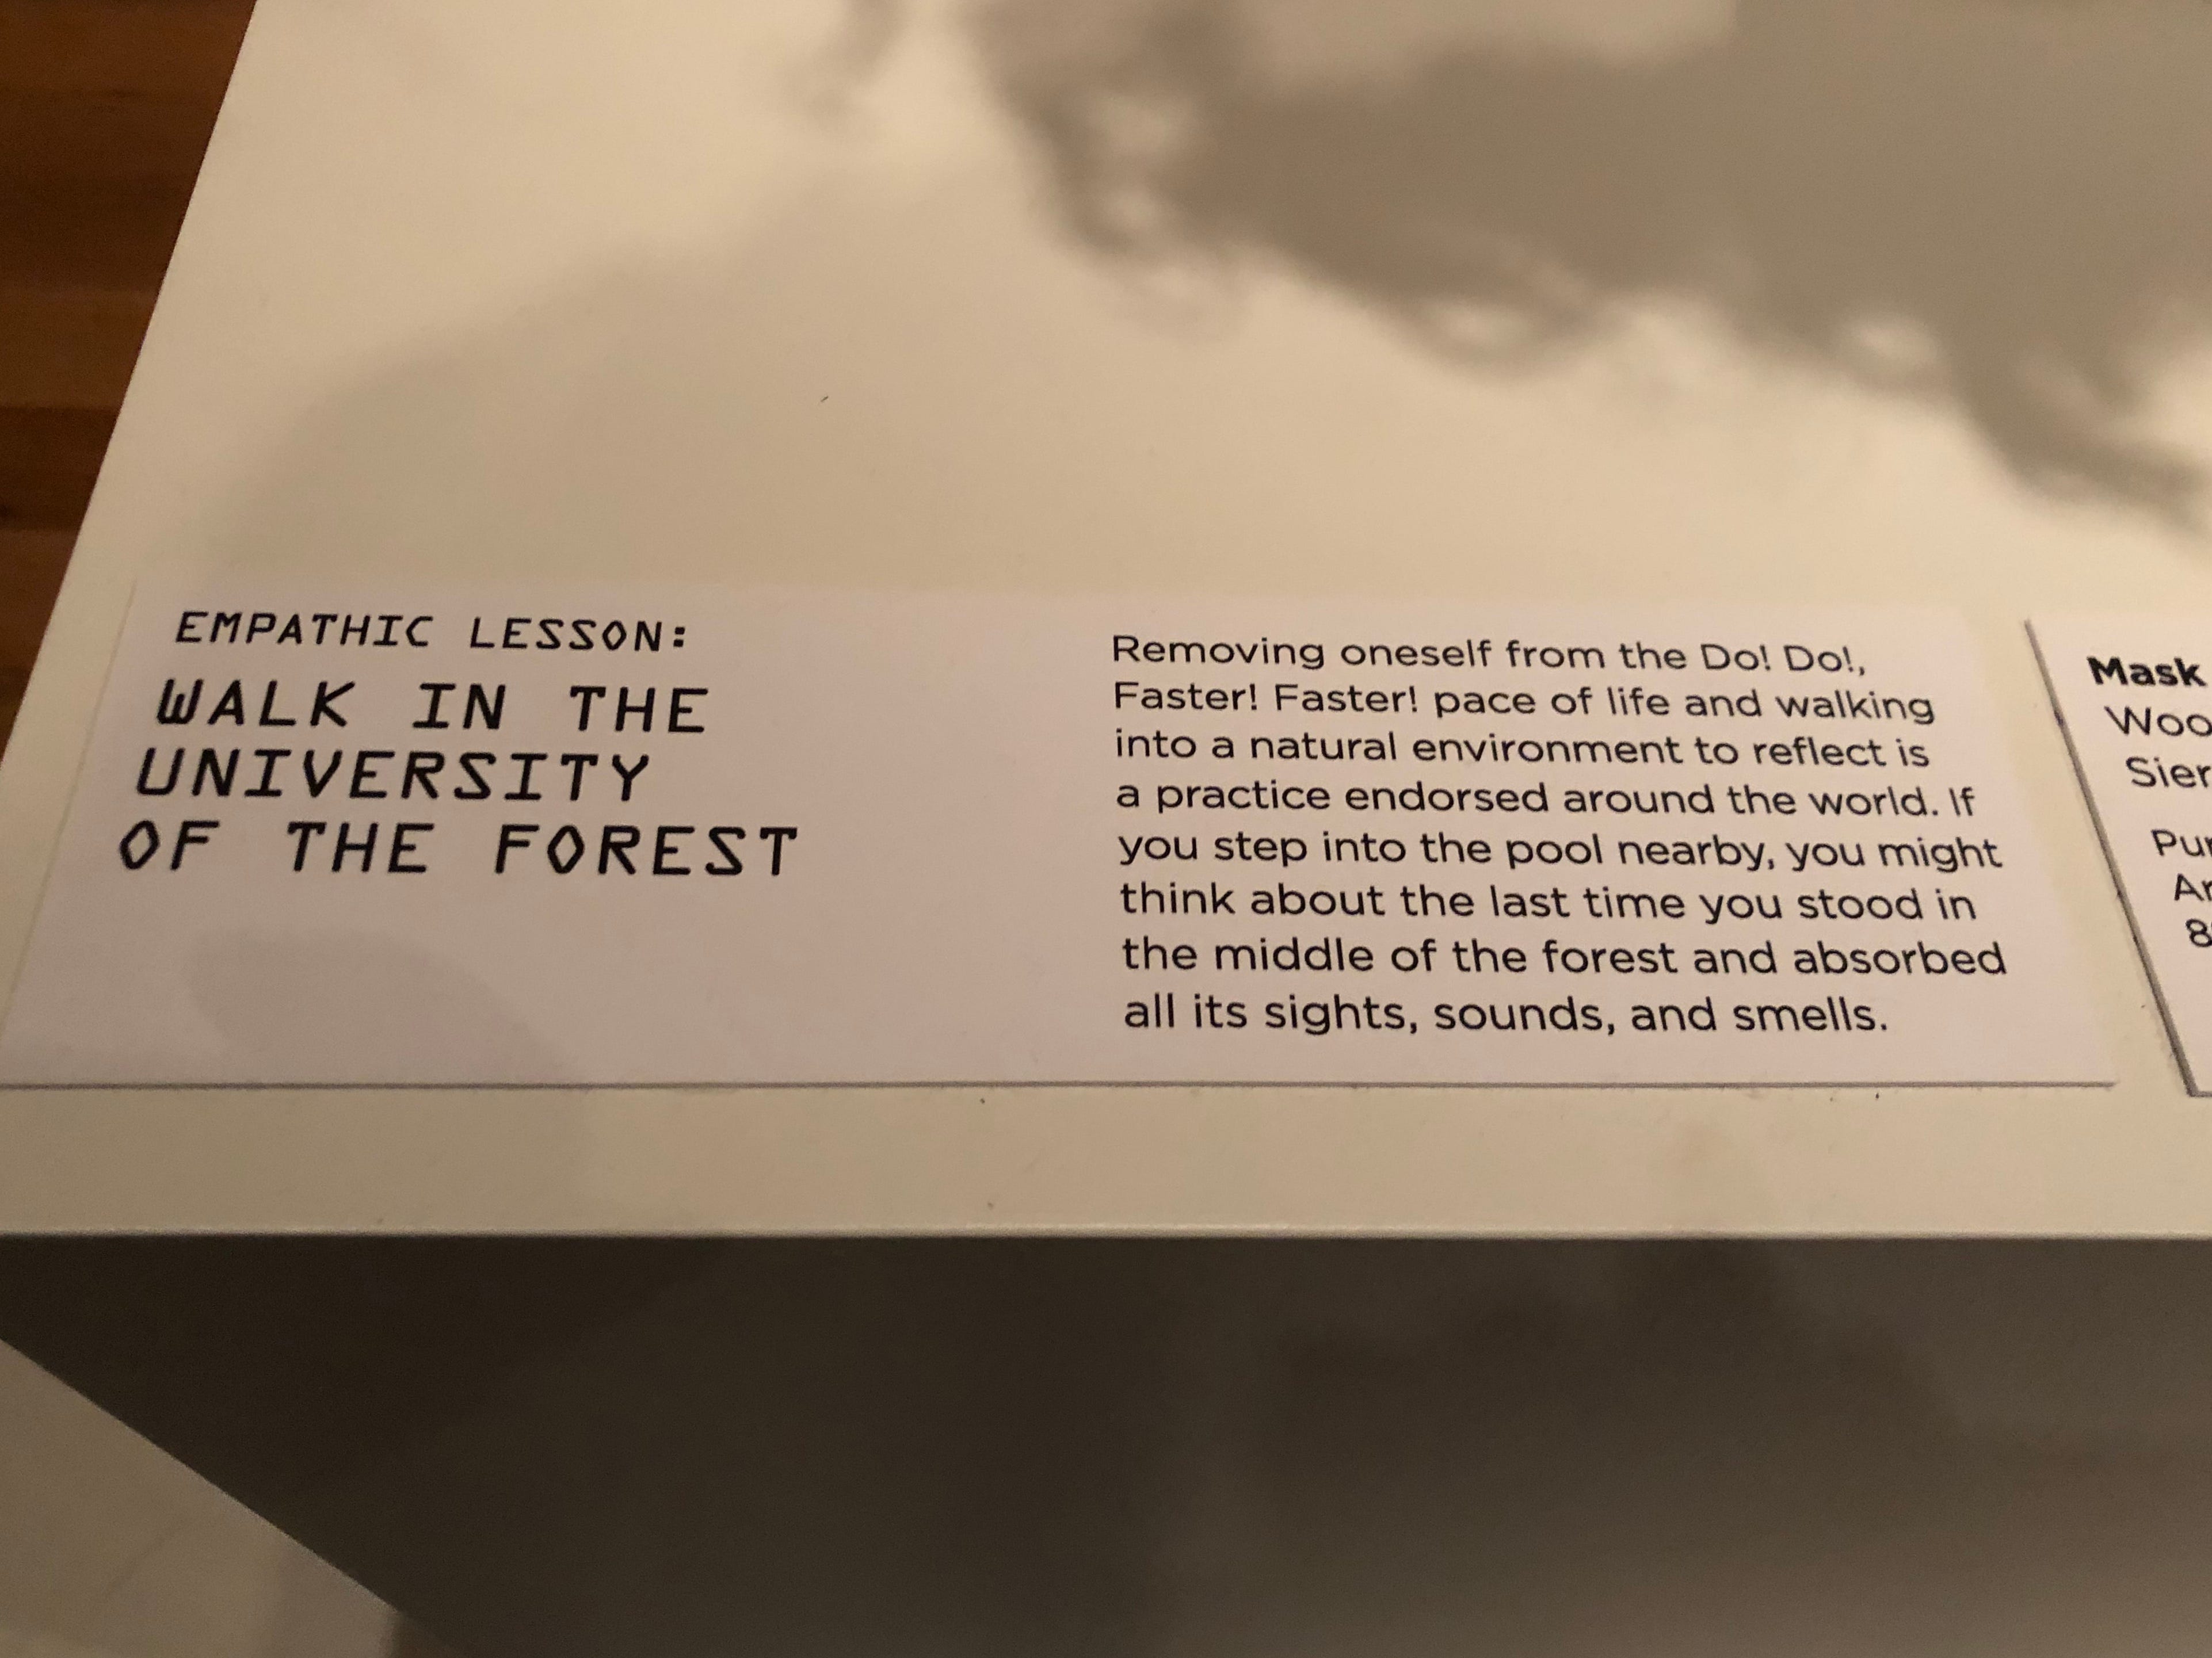 EMPATHIC LESSON:
WALK IN THE
UNIVERSITY
OF THE FOREST
Removing oneself from the Do! Do!,
Faster! Faster! pace of life and walking
into a natural environment to reflect is
a practice endorsed around the world. If
you step into the pool nearby, you might
think about the last time you stood in
the middle of the forest and absorbed
all its sights, sounds, and smells.
Mask